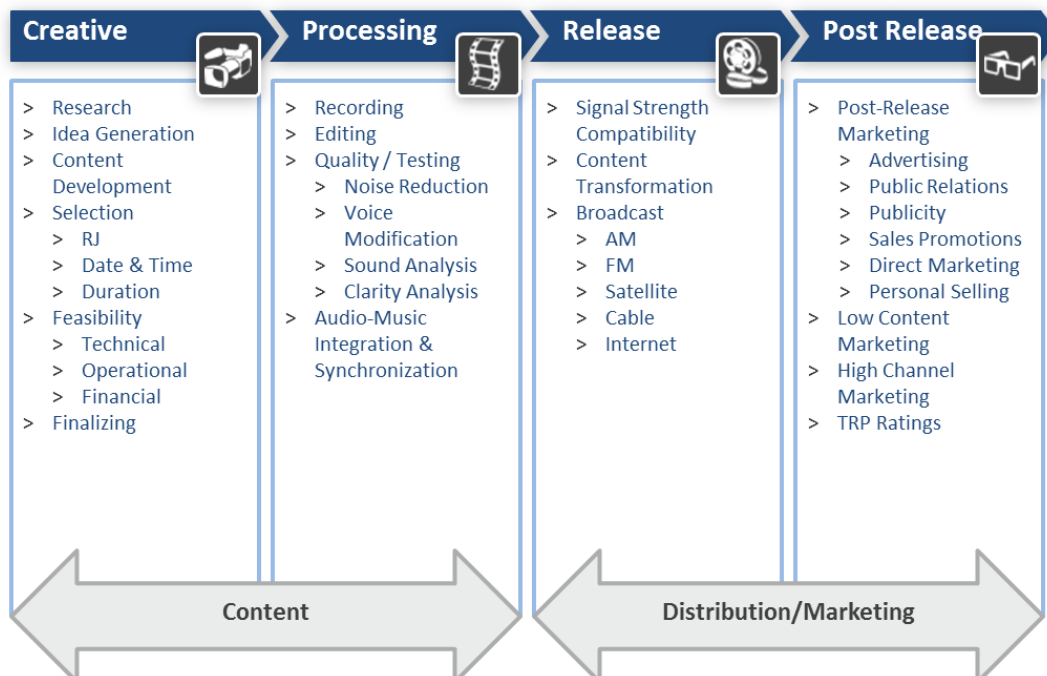 Creative
Processing
Release
Post Release
> Research
> Idea Generation
> Content
Development
> Selection
> RJ
> Date & Time
> Duration
> Feasibility
> Technical
> Operational
> Financial
> Finalizing
> Recording
> Editing
> Quality / Testing
> Noise Reduction
> Voice
Modification
> Sound Analysis
> Clarity Analysis
> Audio-Music
Integration &
Synchronization
> Signal Strength
Compatibility
> Content
Transformation
> Broadcast
> AM
> FM
> Satellite
> Cable
> Internet
> Post-Release
Marketing
> Advertising
> Public Relations
> Publicity
> Sales Promotions
> Direct Marketing
> Personal Selling
> Low Content
Marketing
> High Channel
Marketing
> TRP Ratings
Content
Distribution/Marketing